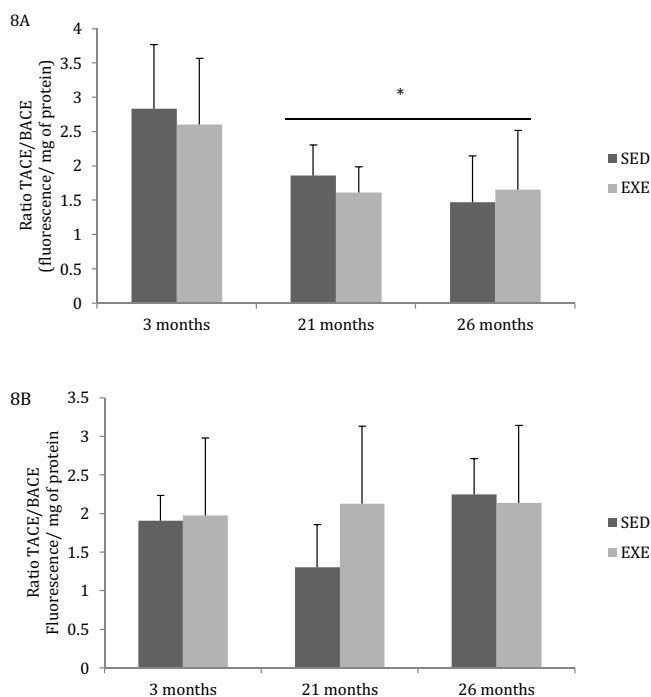 8A
Ratio TACE/BACE
(fluorescence/ mg of protein)
4
3.5
3
2.5
2
1.5
1
0.5
0
*
3 months
21 months
26 months
SED
EXE
8B
Ratio TACE/BACE
Fluorescence/ mg of protein
3.5
3
2.5
2
1.5
1
0.5
0
3 months
21 months
26 months
SED
EXE